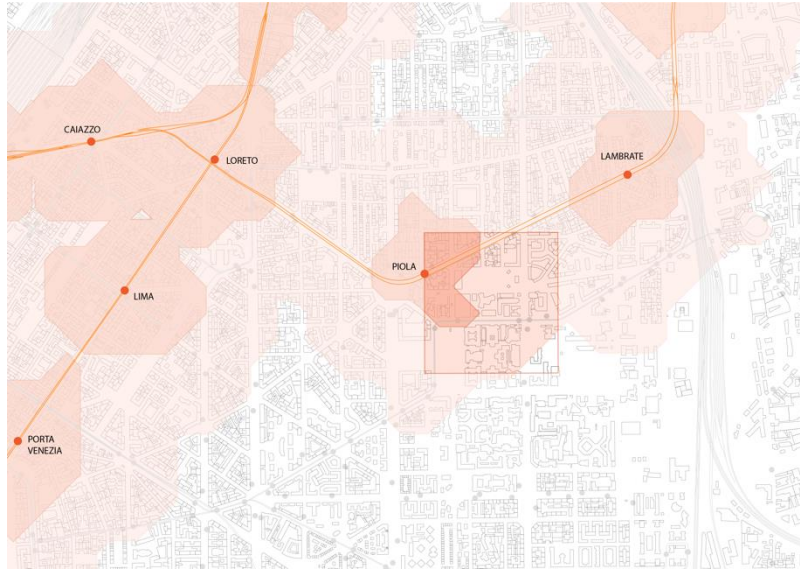 CAIAZZO
LORETO
LAMBRATE
PIOLA
LIMA
PORTA
VENEZIA